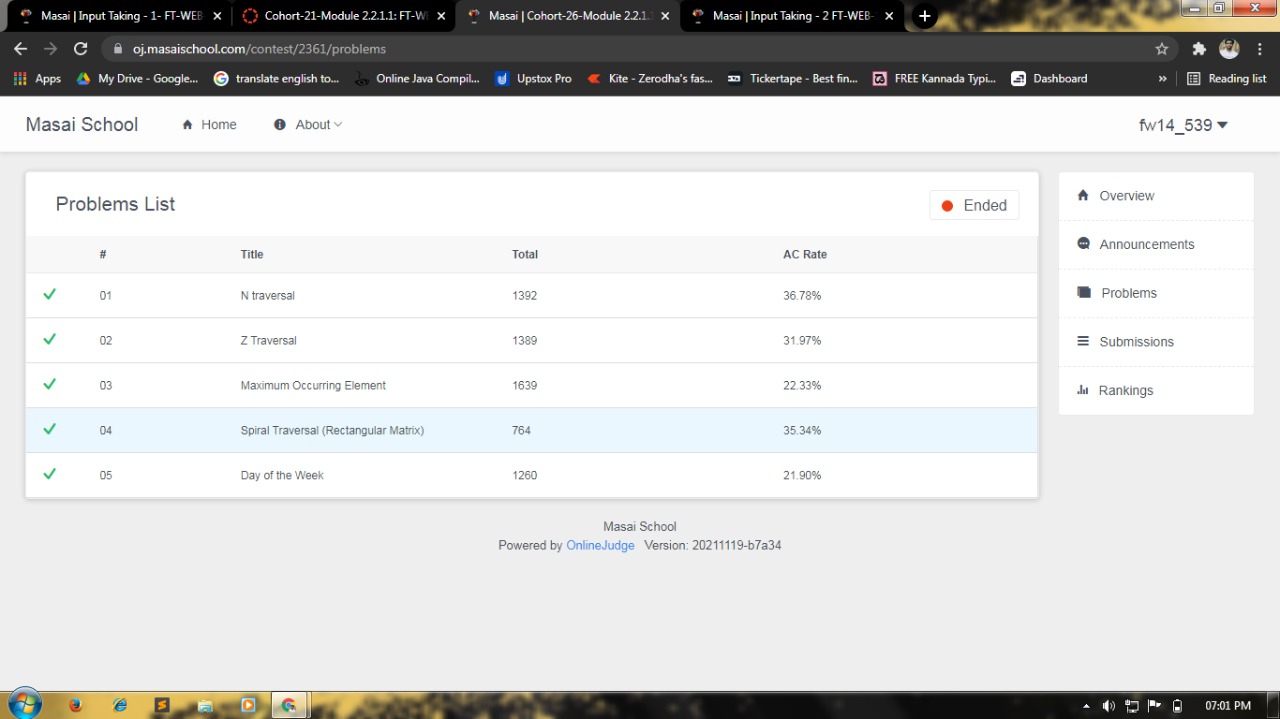 Masai | Input Taking - 1- FT-WEB-
Cohort-21-Module 2.2.1.1: FT-W
Masai | Cohort-26-Module 2.2.1.
Masai | Input Taking - 2 FT-WEB-
oj.masaischool.com/contest/2361/problems
Apps My Drive - Google... translate english to... Online Java Compil... Upstox Pro Kite - Zerodha's fas... Tickertape - Best fin... FREE Kannada Typi... Dashboard » Reading list
Masai School Home About fw14_539
Problems List Ended
# Title Total AC Rate
01 N traversal 1392 36.78%
02 Z Traversal 1389 31.97%
03 Maximum Occurring Element 1639 22.33%
04 Spiral Traversal (Rectangular Matrix) 764 35.34%
05 Day of the Week 1260 21.90%
Overview
Announcements
Problems
Submissions
Rankings
Masai School
Powered by OnlineJudge Version: 20211119-b7a34
07:01 PM